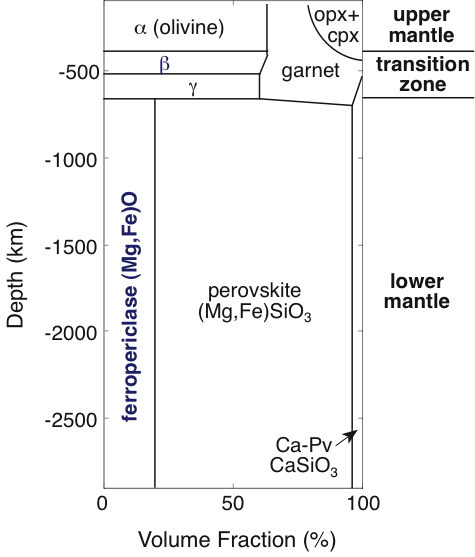 α (olivine)
opx+
cpx
upper
mantle
-500
β
garnet
transition
zone
γ
-1000
-1500
-2000
-2500
Depth (km)
ferropericlase (Mg,Fe)O
perovskite
(Mg,Fe)SiO₃
lower
mantle
Ca-Pv
CaSiO₃
0
50
100
Volume Fraction (%)